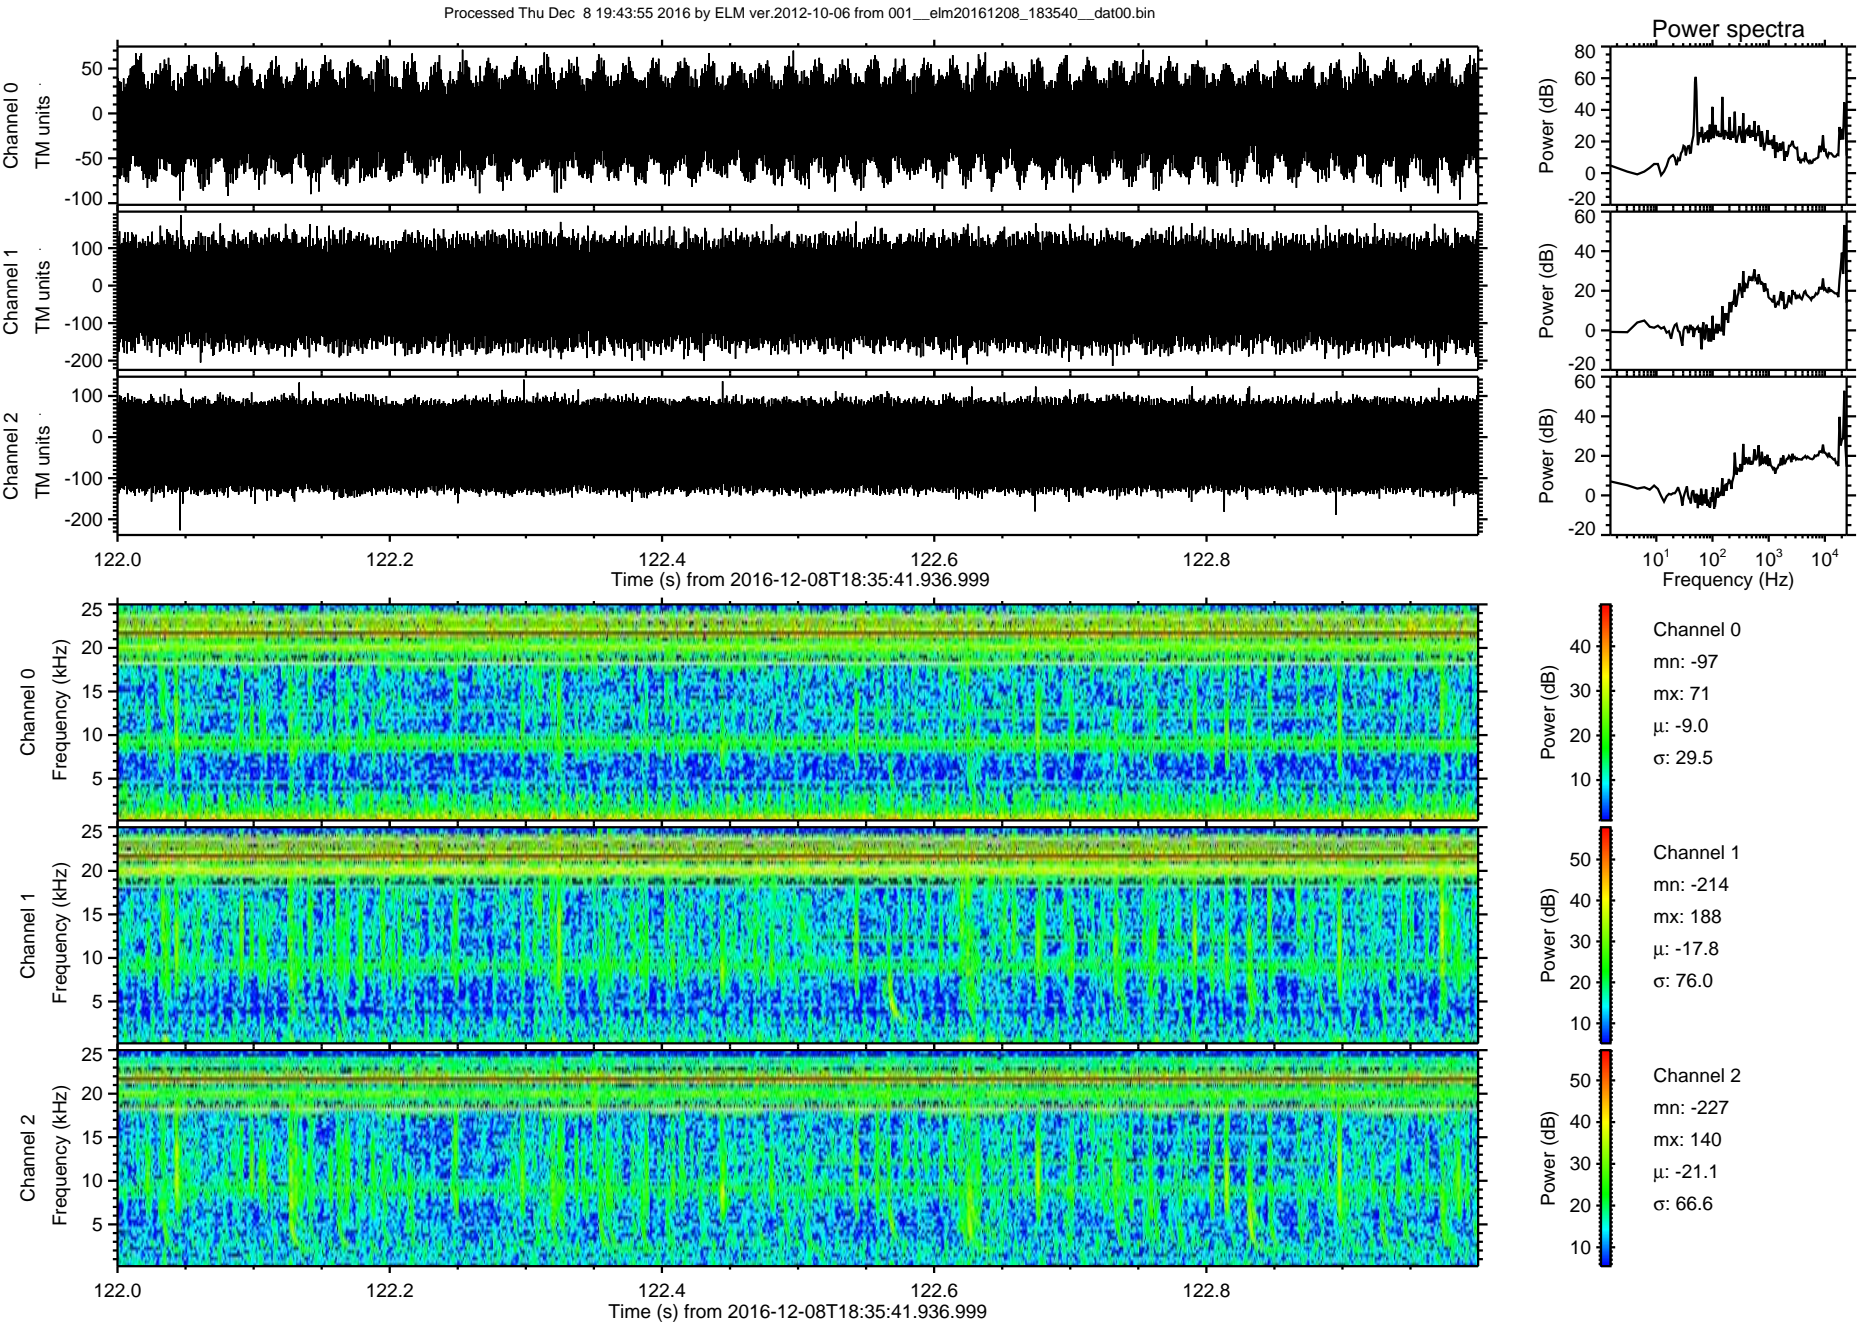 Processed Thu Dec  8 19:43:55 2016 by ELM ver.2012-10-06 from 001__elm20161208_183540__dat00.bin
Power spectra
Channel 0
TM units
50
0
-50
-100
Power (dB)
80
60
40
20
0
-20
Channel 1
TM units
100
0
-100
-200
Power (dB)
60
40
20
0
-20
Channel 2
TM units
100
0
-100
-200
Power (dB)
60
40
20
0
-20
122.0 122.2 122.4 122.6 122.8
Time (s) from 2016-12-08T18:35:41.936.999
10¹ 10² 10³ 10⁴
Frequency (Hz)
Channel 0
Frequency (kHz)
25
20
15
10
5
Power (dB)
40
30
20
10
Channel 0
mn: -97
mx: 71
μ: -9.0
σ: 29.5
Channel 1
Frequency (kHz)
25
20
15
10
5
Power (dB)
50
40
30
20
10
Channel 1
mn: -214
mx: 188
μ: -17.8
σ: 76.0
Channel 2
Frequency (kHz)
25
20
15
10
5
Power (dB)
50
40
30
20
10
Channel 2
mn: -227
mx: 140
μ: -21.1
σ: 66.6
122.0 122.2 122.4 122.6 122.8
Time (s) from 2016-12-08T18:35:41.936.999